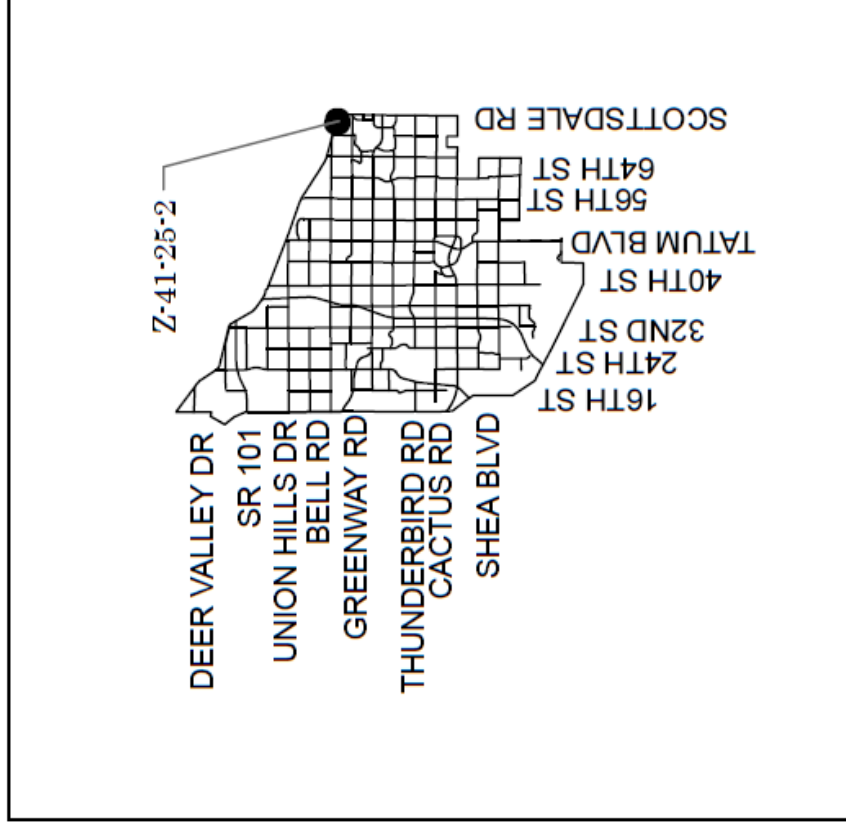 Z-41-25-2
DEER VALLEY DR
SR 101
UNION HILLS DR
BELL RD
GREENWAY RD
THUNDERBIRD RD
CACTUS RD
SHEA BLVD
16TH ST
24TH ST
32ND ST
40TH ST
TATUM BLVD
56TH ST
64TH ST
SCOTTSDALE RD